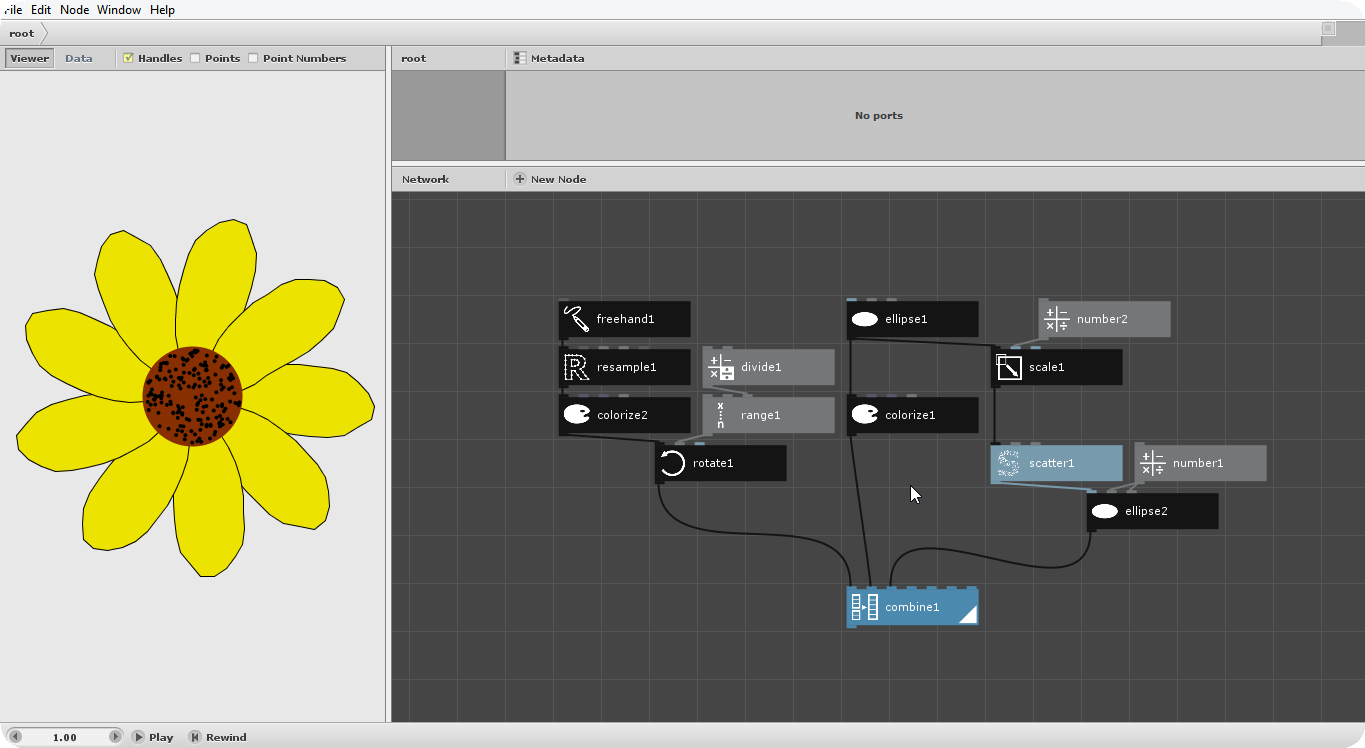 File Edit Node Window Help
root
Viewer Data Handles Points Point Numbers
root Metadata
No ports
Network New Node
freehand1 ellipse1 number2
resample1 divide1 scale1
colorize2 range1 colorize1
rotate1 scatter1 number1
ellipse2
combine1
1.00 Play Rewind